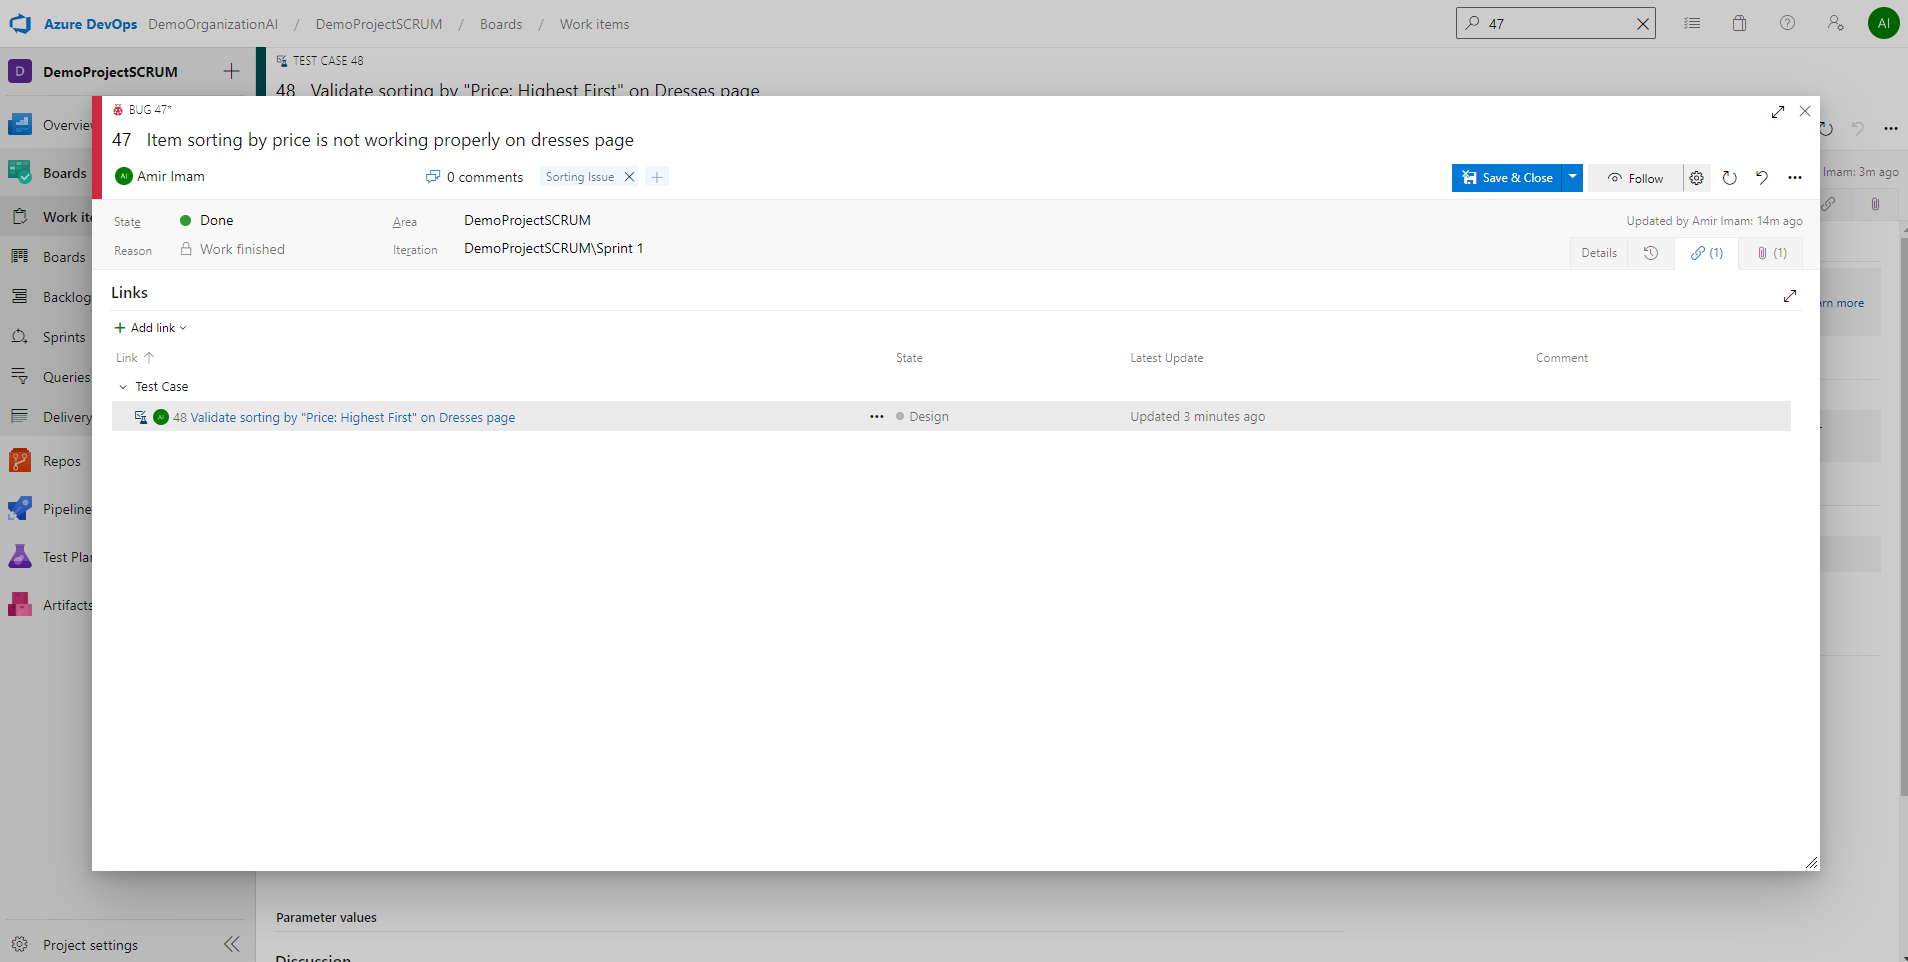 Azure DevOps DemoOrganizationAI / DemoProjectSCRUM / Boards / Work items 47 AI
D DemoProjectSCRUM
TEST CASE 48
48 Validate sorting by "Price: Highest First" on Dresses page
BUG 47*
47 Item sorting by price is not working properly on dresses page
AI Amir Imam 0 comments Sorting Issue Save & Close Follow
State Done Area DemoProjectSCRUM Updated by Amir Imam: 14m ago
Reason Work finished Iteration DemoProjectSCRUM\Sprint 1
Details (1) (1)
Links
Add link
Link State Latest Update Comment
Test Case
AI 48 Validate sorting by "Price: Highest First" on Dresses page Design Updated 3 minutes ago
Overvie
Boards
Work ite
Boards
Backlog
Sprints
Queries
Delivery
Repos
Pipeline
Test Plan
Artifacts
Imam: 3m ago
rn more
Parameter values
Discussion
Project settings